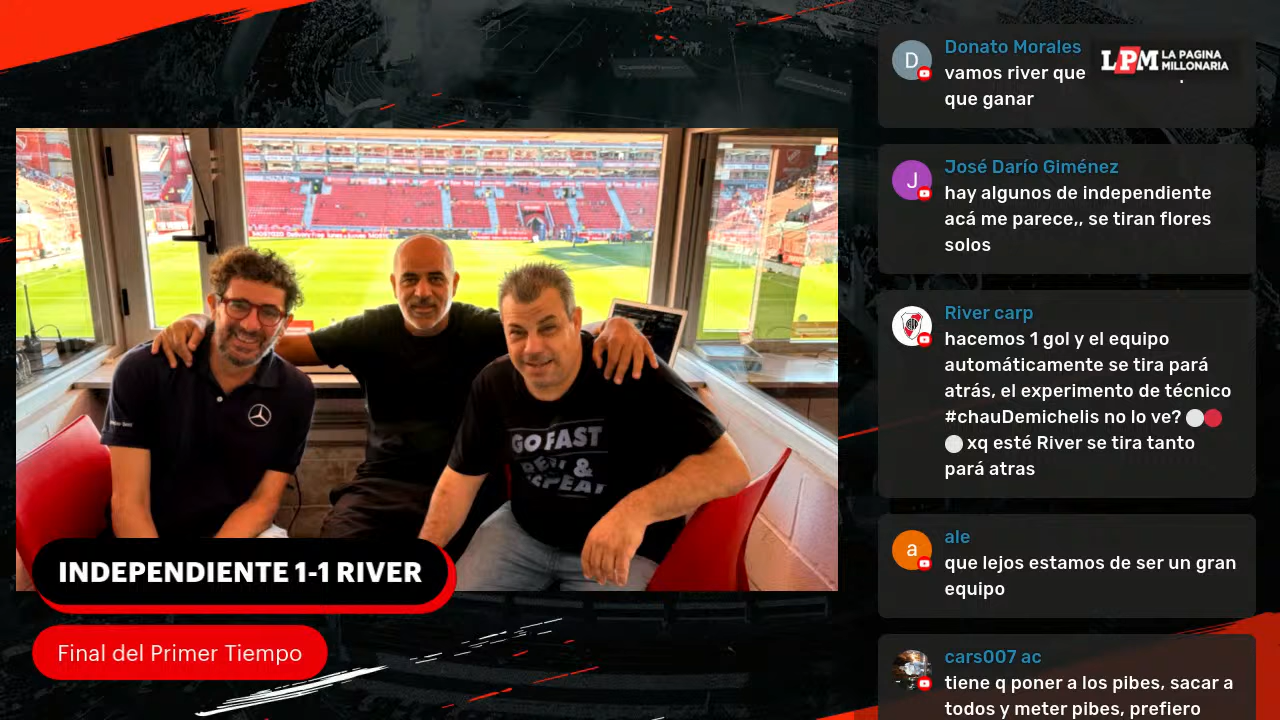 INDEPENDIENTE 1-1 RIVER
Final del Primer Tiempo
GO FAST
&
Donato Morales
vamos river que
que ganar
LPM LA PAGINA
MILLONARIA
José Darío Giménez
hay algunos de independiente
acá me parece,, se tiran flores
solos
River carp
hacemos 1 gol y el equipo
automáticamente se tira pará
atrás, el experimento de técnico
#chauDemichelis no lo ve?
xq esté River se tira tanto
pará atras
ale
que lejos estamos de ser un gran
equipo
cars007 ac
tiene q poner a los pibes, sacar a
todos y meter pibes, prefiero
D
J
a